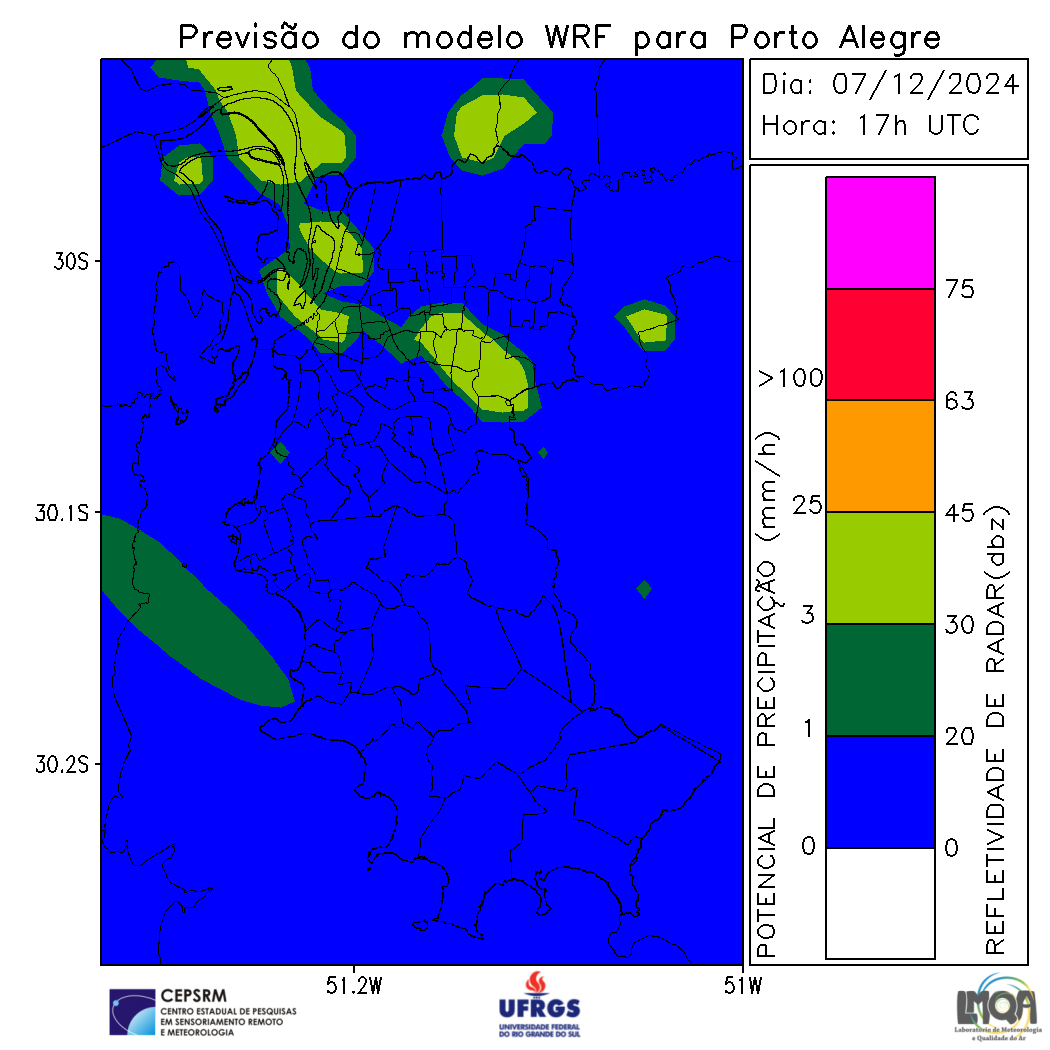 Previsão do modelo WRF para Porto Alegre
Dia: 07/12/2024
Hora: 17h UTC
30S
30.1S
30.2S
51.2W
51W
POTENCIAL DE PRECIPITAÇÃO (mm/h)
>100
25
3
1
0
75
63
45
30
20
0
REFLETIVIDADE DE RADAR(dbz)
CEPSRM
CENTRO ESTADUAL DE PESQUISAS
EM SENSORIAMENTO REMOTO
E METEOROLOGIA
UFRGS
UNIVERSIDADE FEDERAL
DO RIO GRANDE DO SUL
LMQA
Laboratório de Meteorologia
e Qualidade do Ar